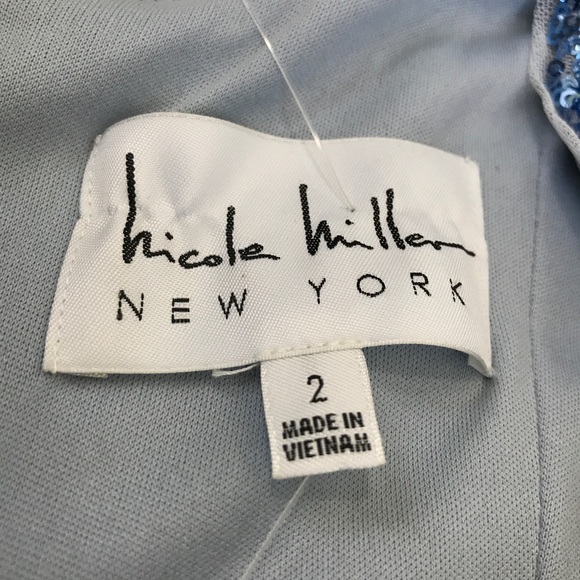 Nicole Miller
NEW YORK
2
MADE IN
VIETNAM